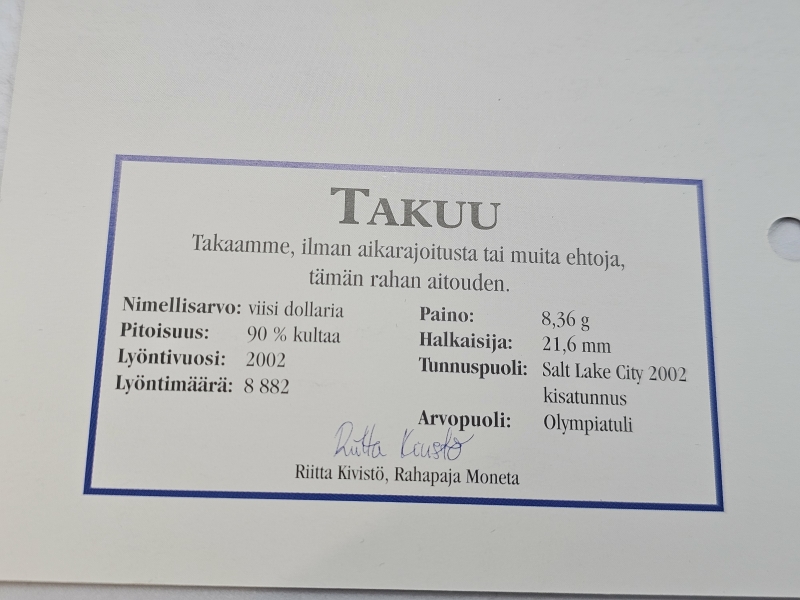 TAKUU
Takaamme, ilman aikarajoitusta tai muita ehtoja,
tämän rahan aitouden.
Nimellisarvo: viisi dollaria
Pitoisuus: 90 % kultaa
Lyöntivuosi: 2002
Lyöntimäärä: 8 882
Paino: 8,36 g
Halkaisija: 21,6 mm
Tunnuspuoli: Salt Lake City 2002
kisatunnus
Arvopuoli: Olympiatuli
Riitta Kivistö
Riitta Kivistö, Rahapaja Moneta